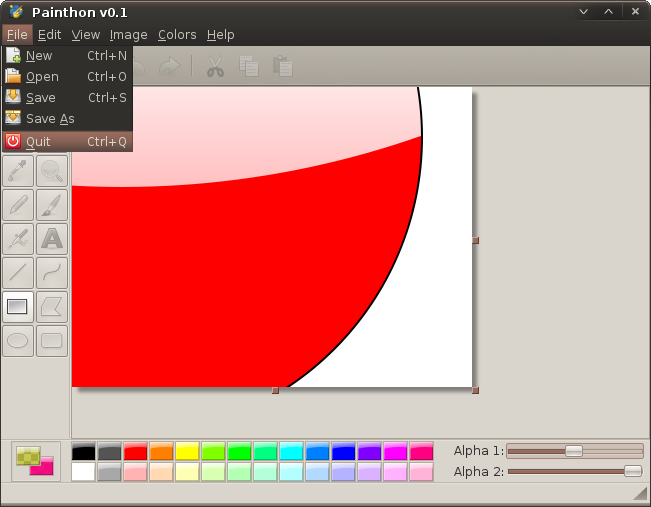 Painthon v0.1
File Edit View Image Colors Help
New Ctrl+N
Open Ctrl+O
Save Ctrl+S
Save As
Quit Ctrl+Q
A
Alpha 1:
Alpha 2: